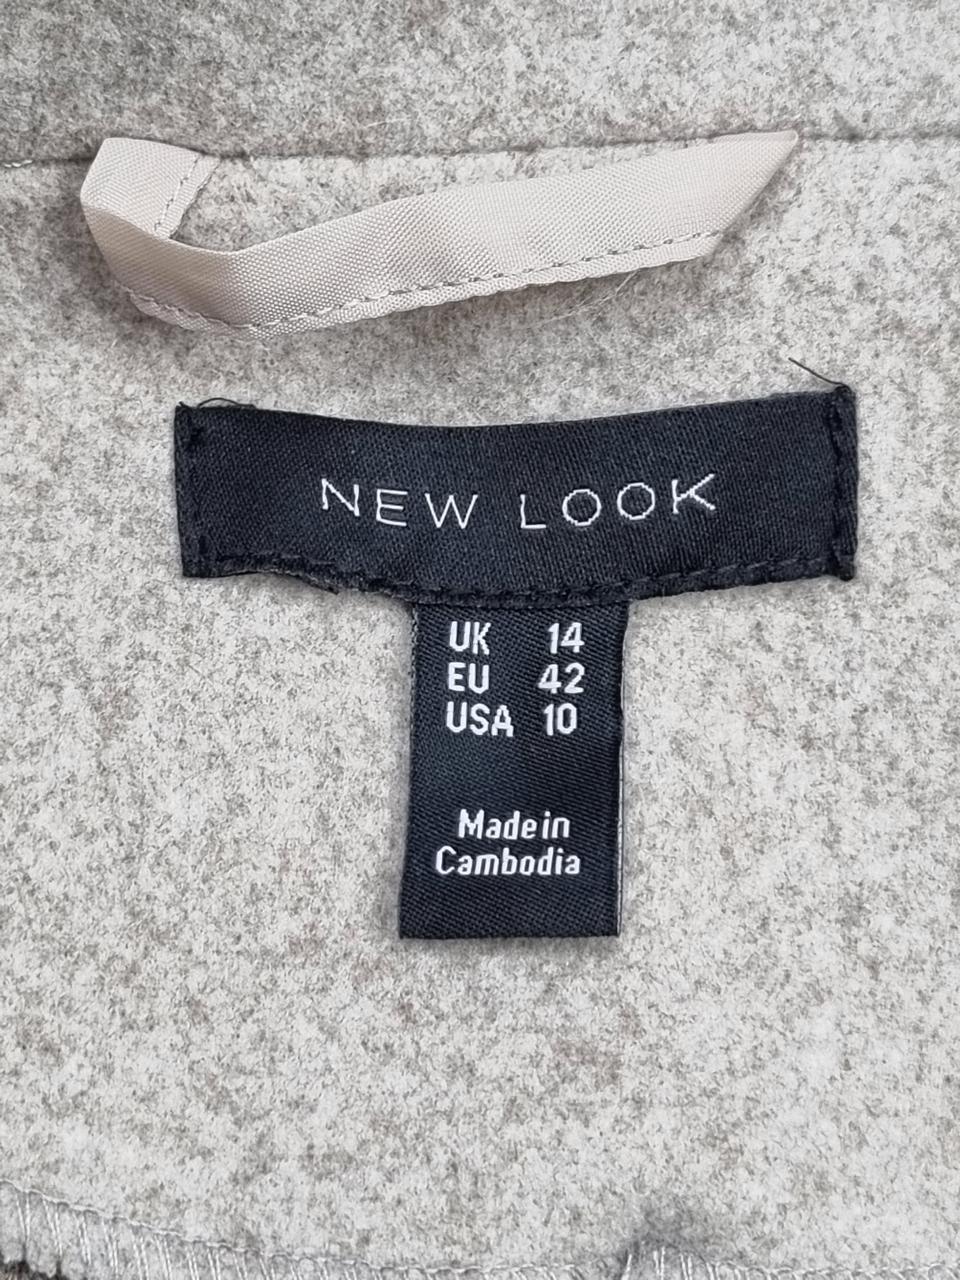 NEW LOOK
UK 14
EU 42
USA 10
Made in
Cambodia